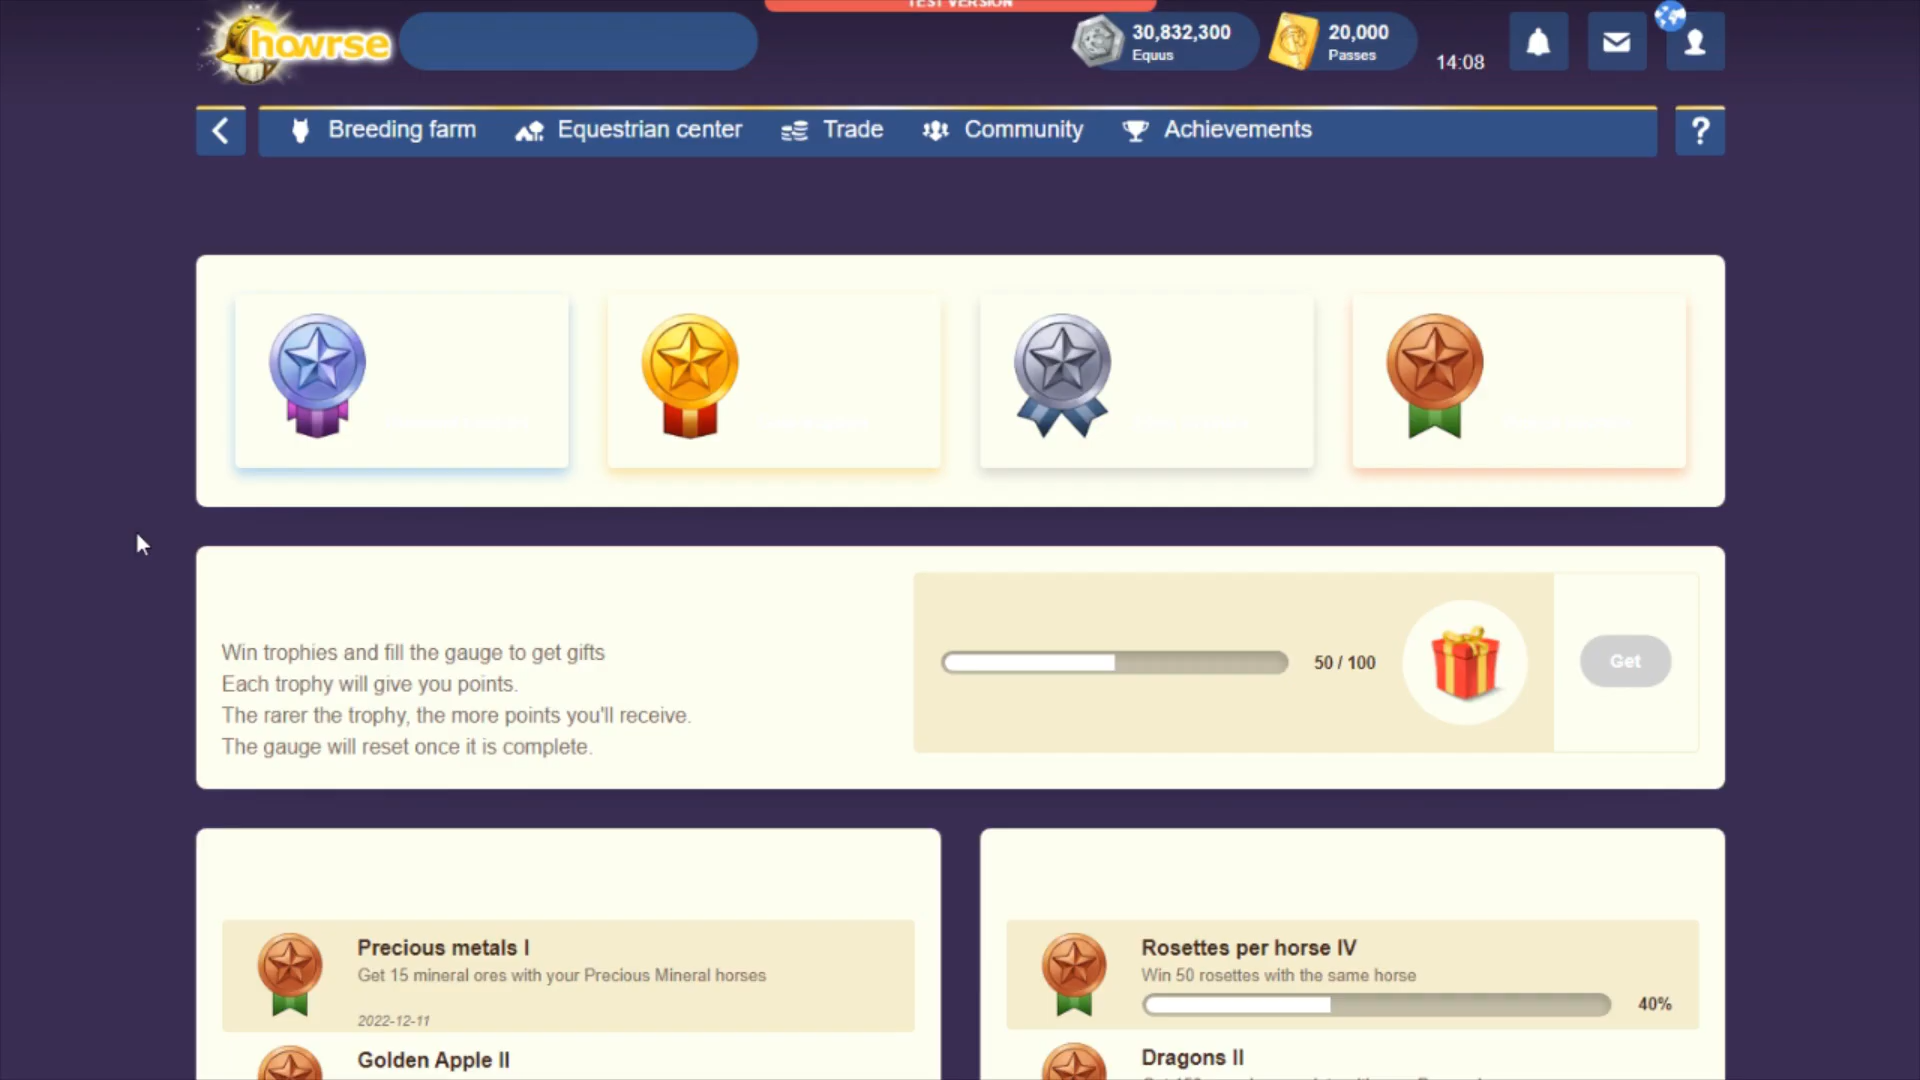 TEST VERSION
howrse
30,832,300
Equus
20,000
Passes
14:08
Breeding farm
Equestrian center
Trade
Community
Achievements
?
Win trophies and fill the gauge to get gifts
Each trophy will give you points.
The rarer the trophy, the more points you'll receive.
The gauge will reset once it is complete.
50 / 100
Get
Precious metals I
Get 15 mineral ores with your Precious Mineral horses
2022-12-11
Golden Apple II
Rosettes per horse IV
Win 50 rosettes with the same horse
40%
Dragons II